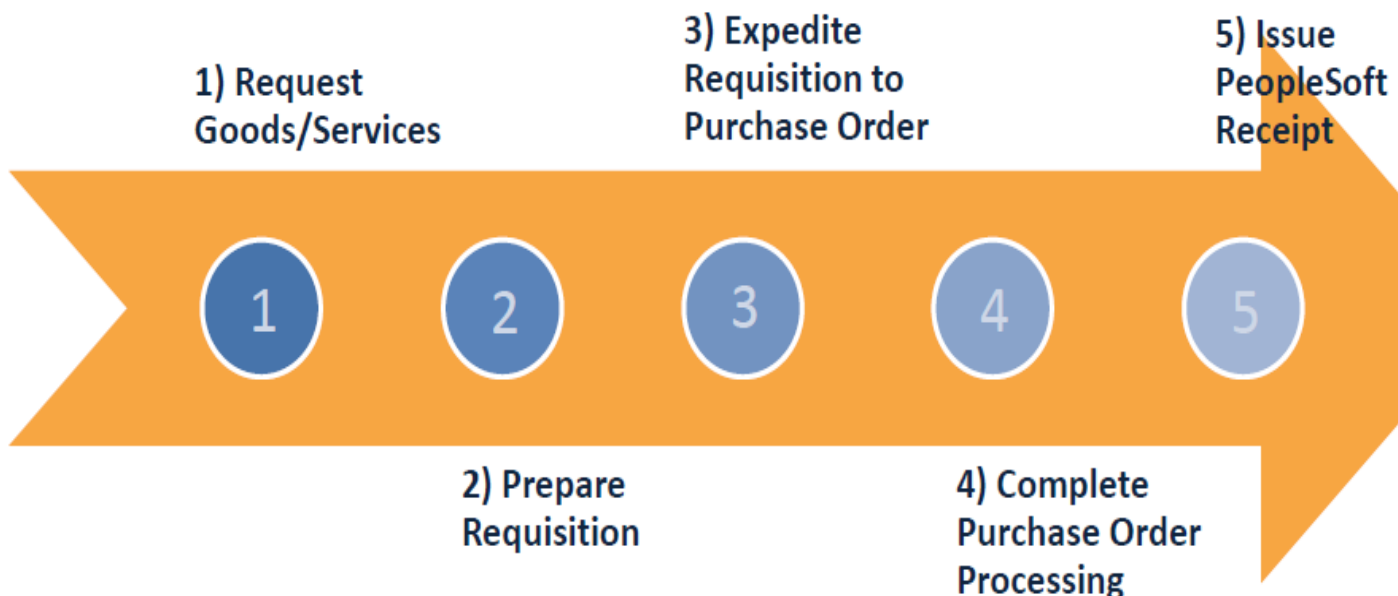 1) Request
Goods/Services
2) Prepare
Requisition
3) Expedite
Requisition to
Purchase Order
4) Complete
Purchase Order
Processing
5) Issue
PeopleSoft
Receipt
1
2
3
4
5